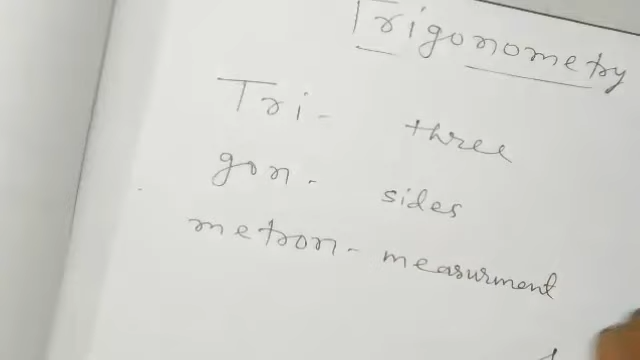 Trigonometry
Tri- three
gon- sides
metron- measurment